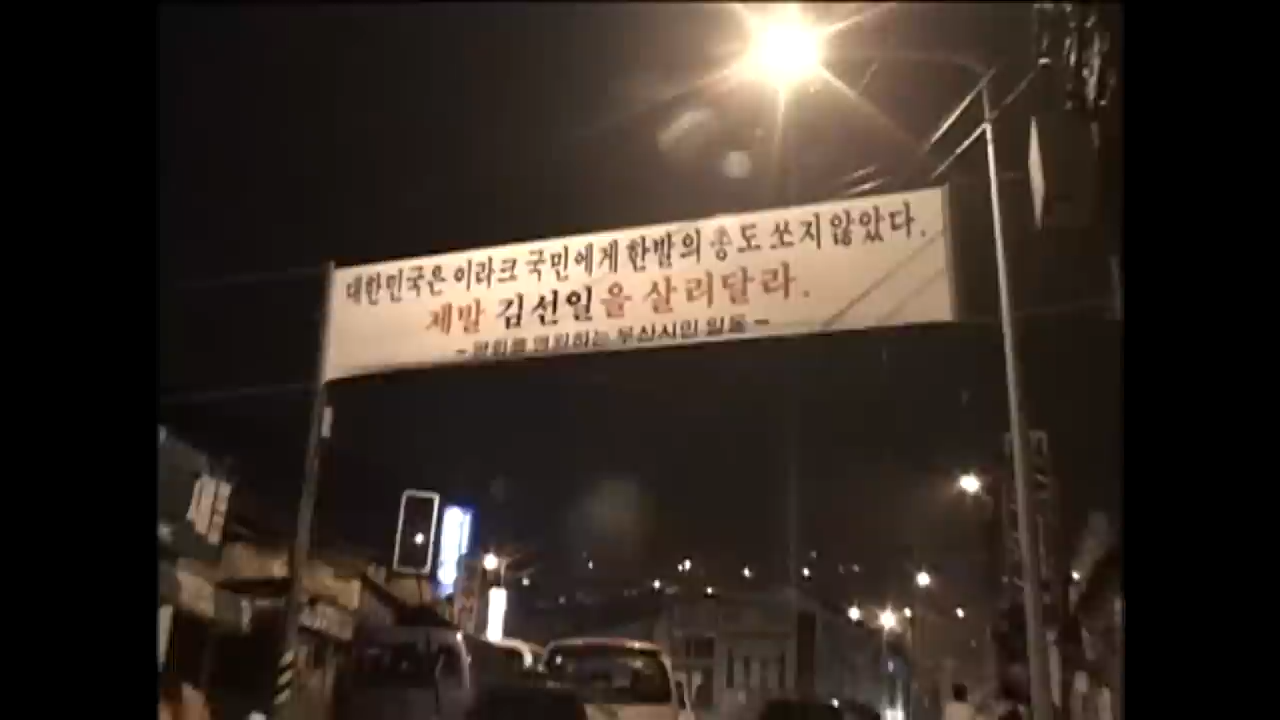 대한민국은 이라크 국민에게 한발의 총도 쏘지 않았다.
제발 김선일을 살리달라.
~ 평화를 염원하는 부산시민 일동 ~